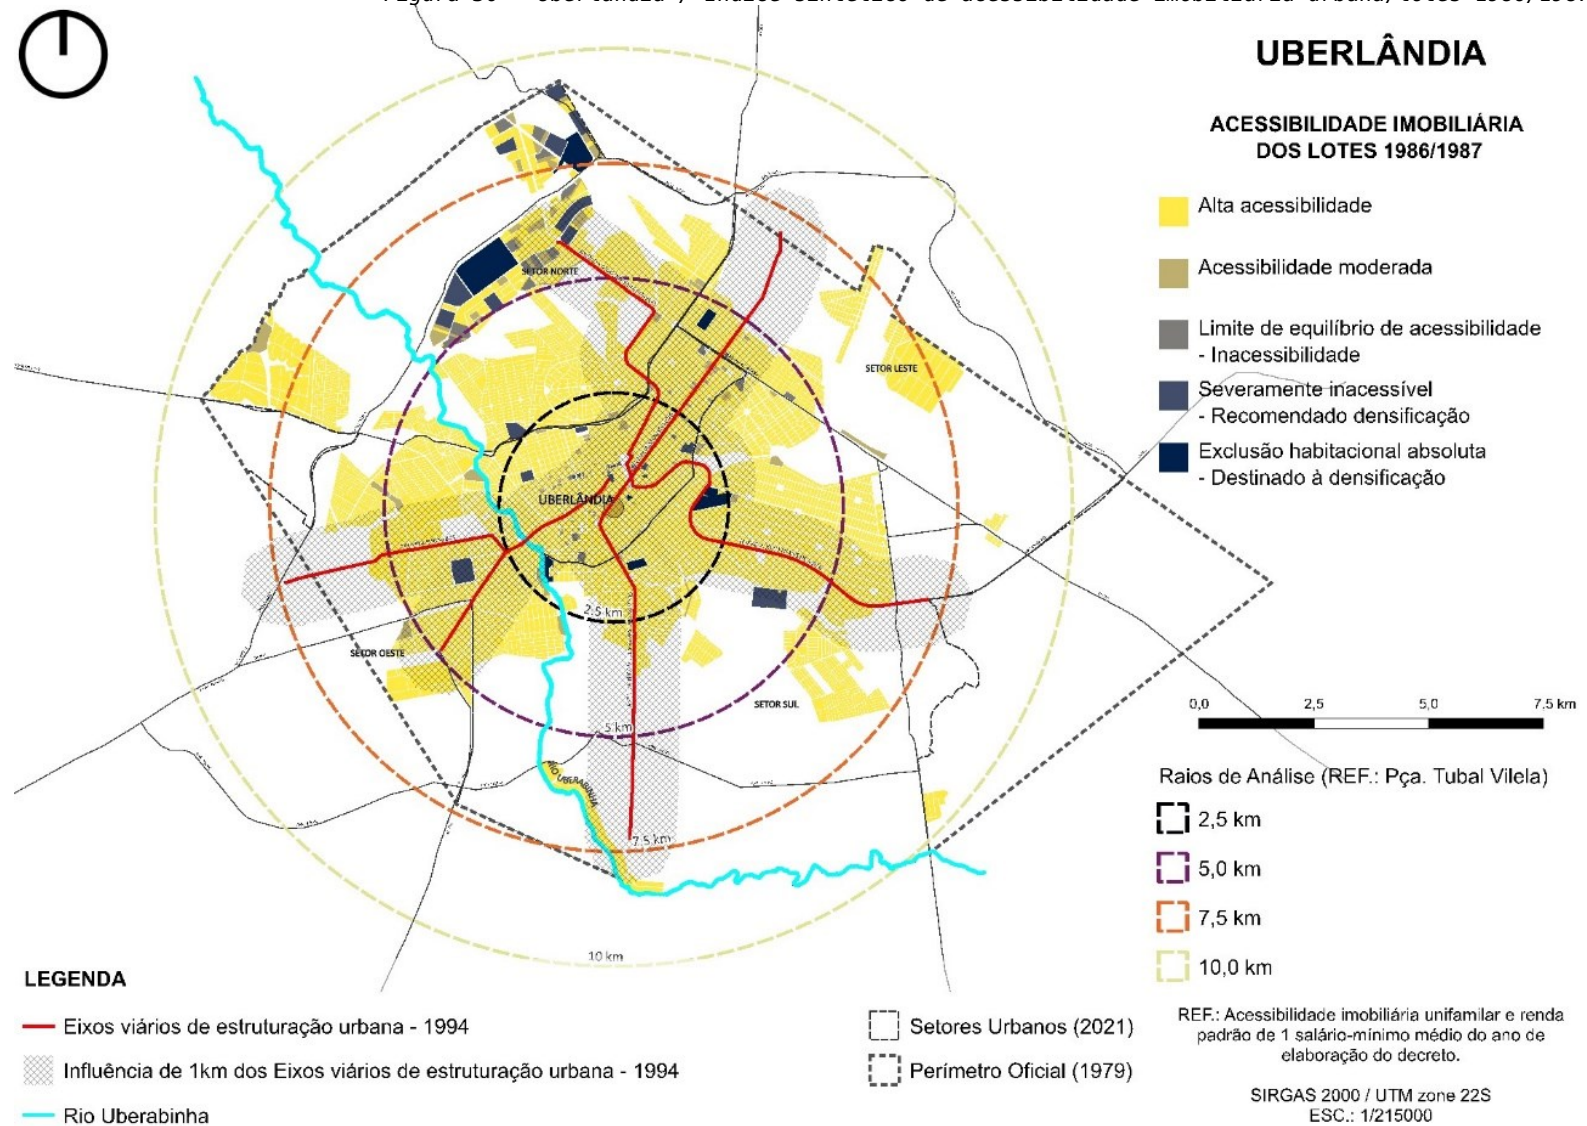 UBERLÂNDIA
ACESSIBILIDADE IMOBILIÁRIA
DOS LOTES 1986/1987
Alta acessibilidade
Acessibilidade moderada
Limite de equilíbrio de acessibilidade
- Inacessibilidade
Severamente inacessível
- Recomendado densificação
Exclusão habitacional absoluta
- Destinado à densificação
SETOR NORTE
SETOR LESTE
UBERLÂNDIA
2,5 km
SETOR OESTE
SETOR SUL
5 km
RIO UBERABINHA
7,5 km
10 km
0,0 2,5 5,0 7,5 km
Raios de Análise (REF.: Pça. Tubal Vilela)
2,5 km
5,0 km
7,5 km
10,0 km
LEGENDA
Eixos viários de estruturação urbana - 1994
Influência de 1km dos Eixos viários de estruturação urbana - 1994
Rio Uberabinha
Setores Urbanos (2021)
Perímetro Oficial (1979)
REF.: Acessibilidade imobiliária unifamilar e renda
padrão de 1 salário-mínimo médio do ano de
elaboração do decreto.
SIRGAS 2000 / UTM zone 22S
ESC.: 1/215000